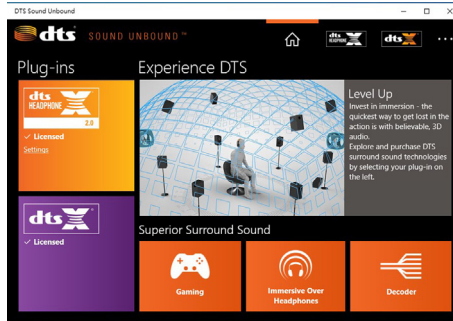 DTS Sound Unbound
dts SOUND UNBOUND™
dts HEADPHONE X
dts X
Plug-ins
dts
HEADPHONE X
2.0
✓ Licensed
Settings
dts X
✓ Licensed
Experience DTS
Level Up
Invest in immersion - the
quickest way to get lost in the
action is with believable, 3D
audio.
Explore and purchase DTS
surround sound technologies
by selecting your plug-in on
the left.
Superior Surround Sound
Gaming
Immersive Over
Headphones
Decoder